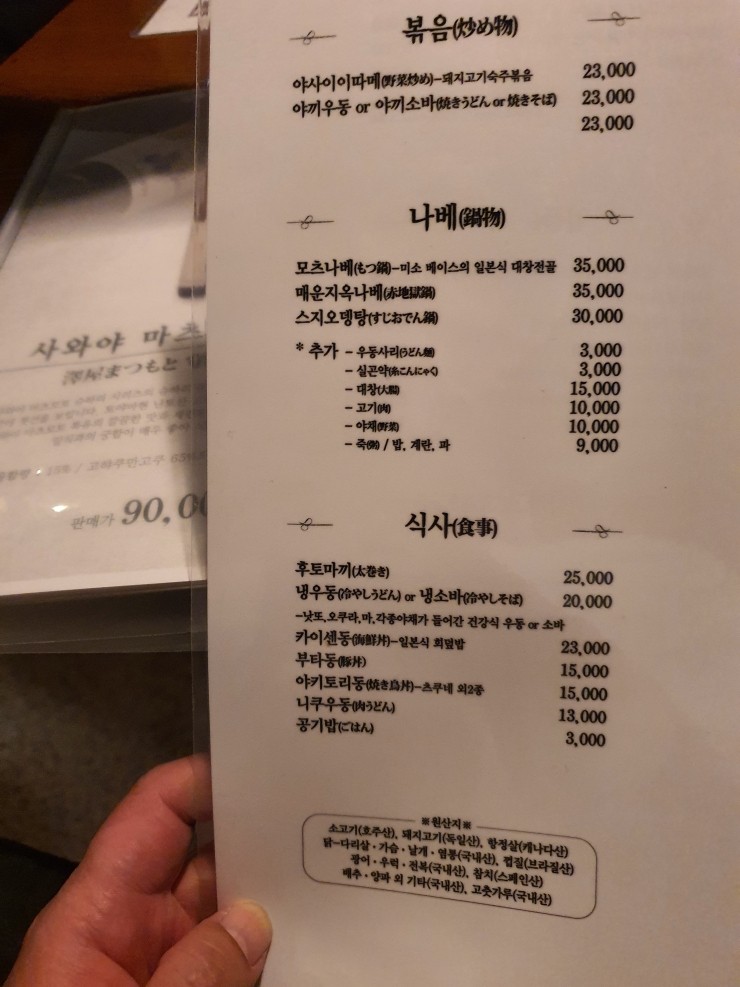 볶음(炒め物)
야사이이따메(野菜炒め)-돼지고기숙주볶음 23,000
야끼우동 or 야끼소바(焼きうどん or 焼きそば) 23,000
23,000
나베(鍋物)
모츠나베(もつ鍋)-미소 베이스의 일본식 대창전골 35,000
매운지옥나베(赤地獄鍋) 35,000
스지오뎅탕(すじおでん鍋) 30,000
* 추가 - 우동사리(うどん麺) 3,000
- 실곤약(糸こんにゃく) 3,000
- 대창(大腸) 15,000
- 고기(肉) 10,000
- 야채(野菜) 10,000
- 죽(粥) / 밥, 계란, 파 9,000
식사(食事)
후토마끼(太巻き) 25,000
냉우동(冷やしうどん) or 냉소바(冷やしそば) 20,000
-낫또,오쿠라,마,각종야채가 들어간 건강식 우동 or 소바
카이센동(海鮮丼)-일본식 회덮밥 23,000
부타동(豚丼) 15,000
야키토리동(焼き鳥丼)-츠쿠네 외2종 15,000
니쿠우동(肉うどん) 13,000
공기밥(ごはん) 3,000
※원산지※
소고기(호주산), 돼지고기(독일산), 항정살(캐나다산)
닭-다리살·가슴·날개·염통(국내산), 껍질(브라질산)
광어·우럭·전복(국내산), 참치(스페인산)
배추·양파 외 기타(국내산), 고춧가루(국내산)
사와야 마츠
澤屋まつもと
판매가 90,00